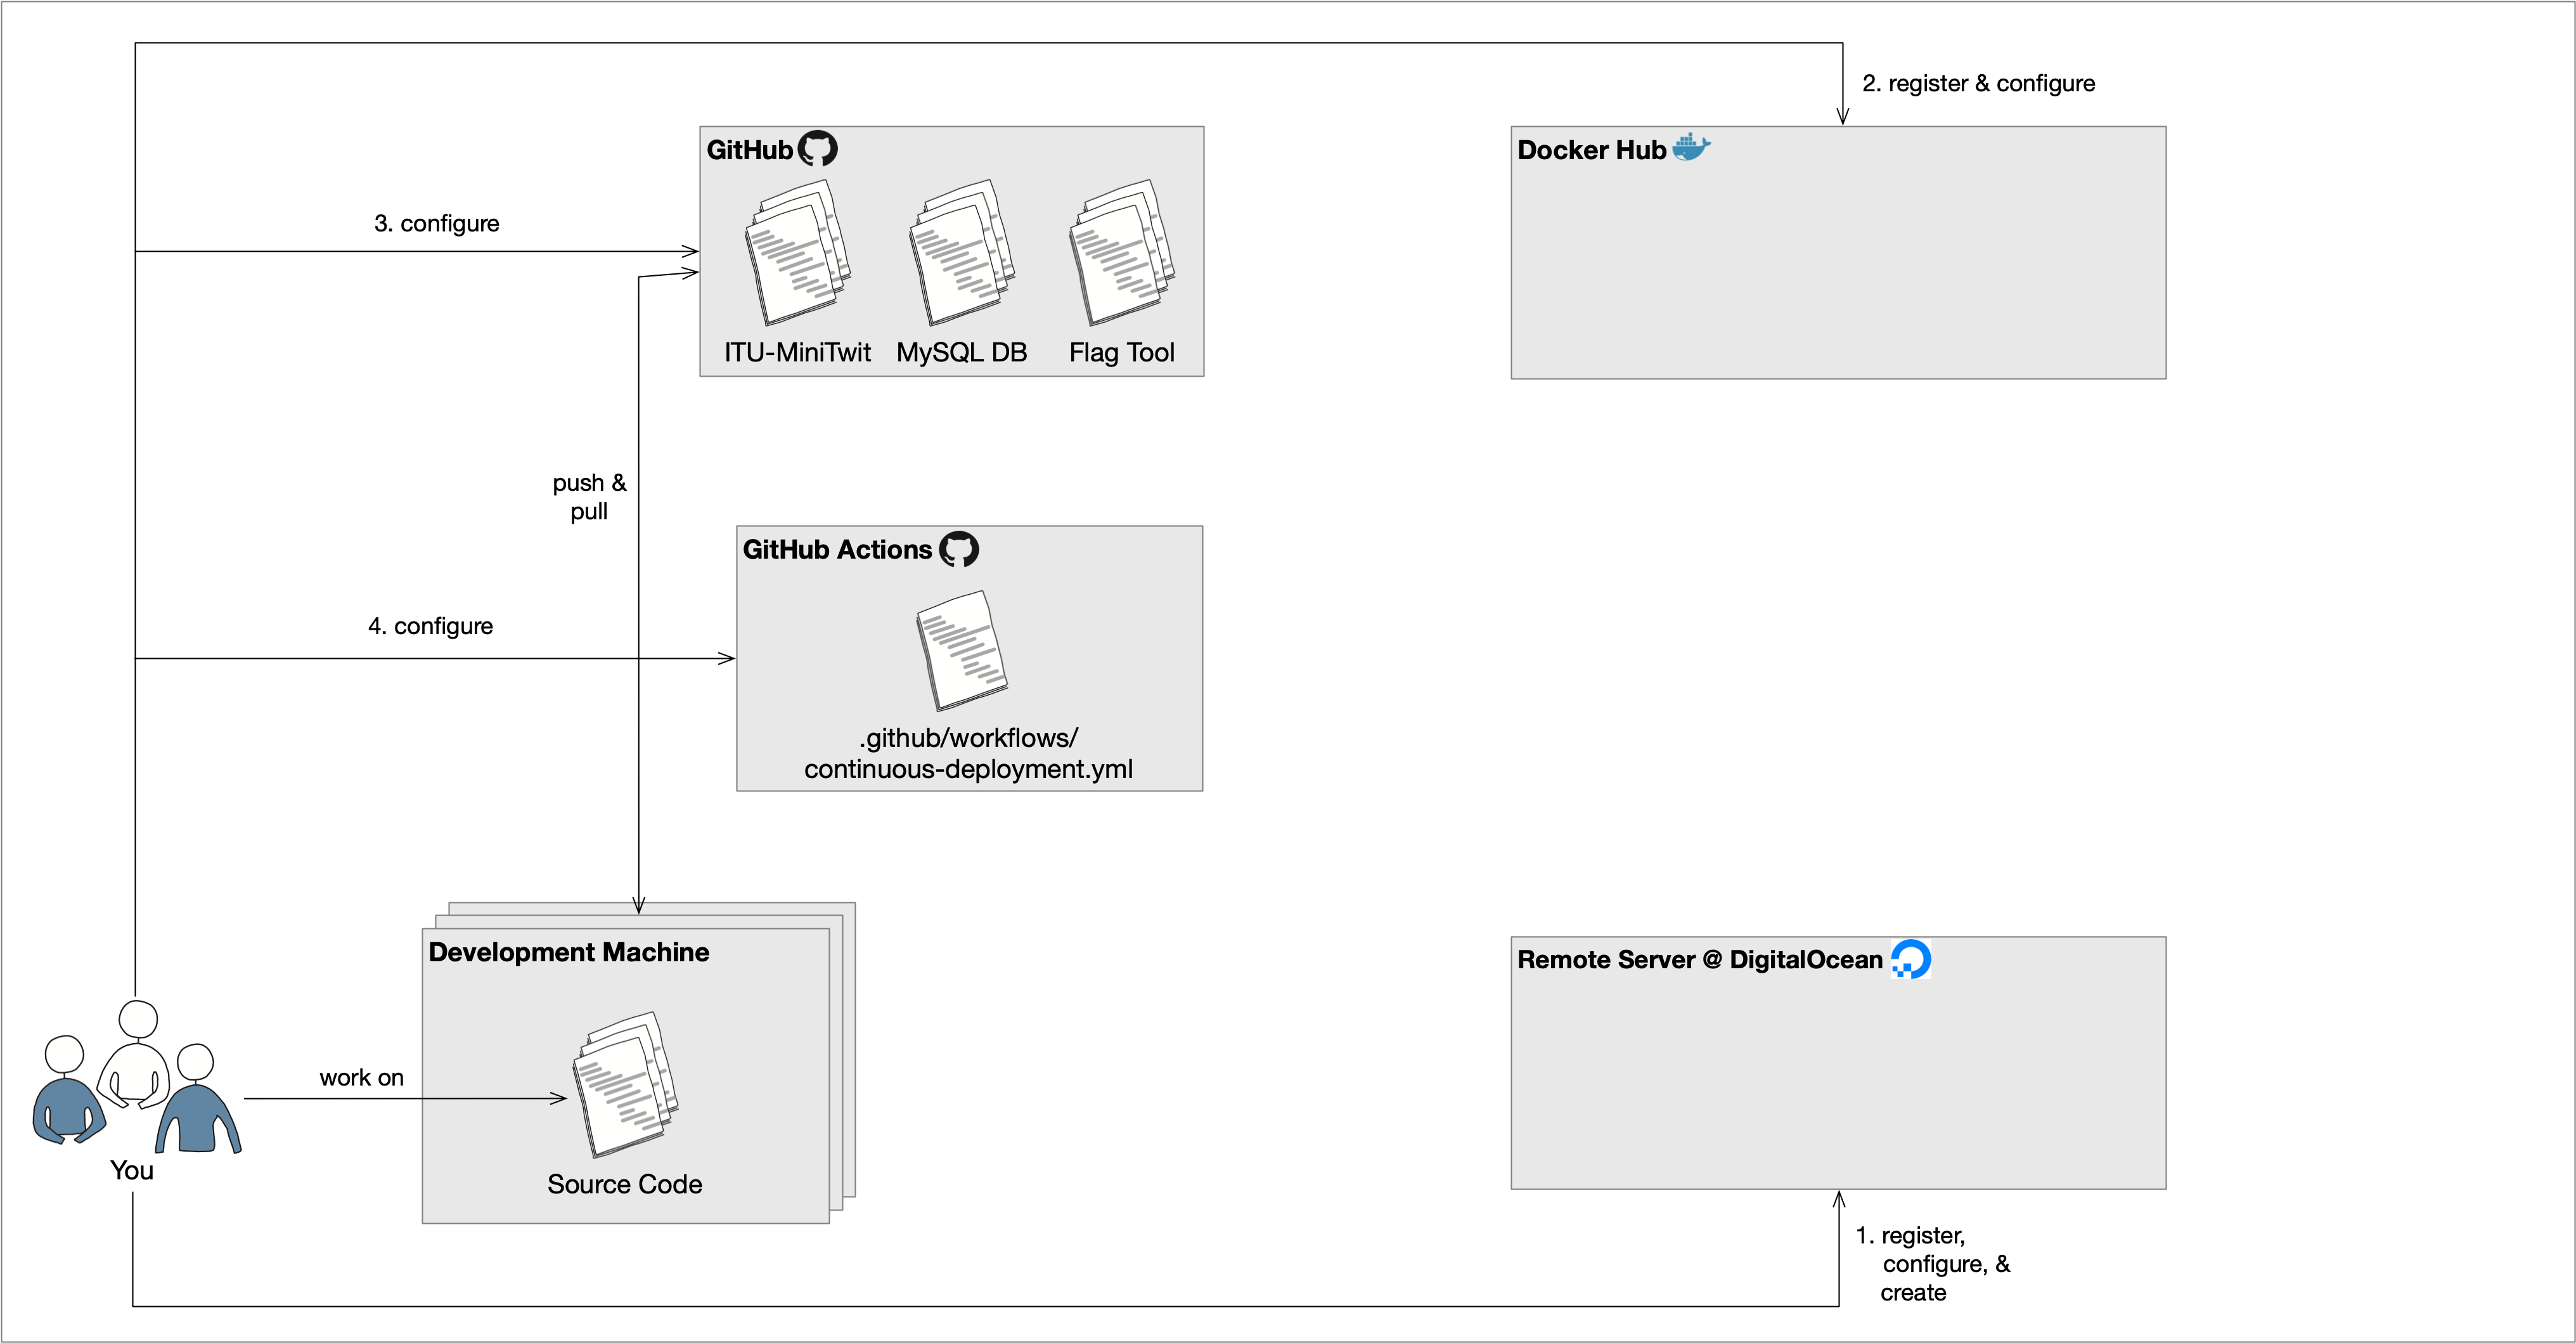 2. register & configure
GitHub
Docker Hub
3. configure
ITU-MiniTwit
MySQL DB
Flag Tool
push &
pull
GitHub Actions
4. configure
.github/workflows/
continuous-deployment.yml
Development Machine
Remote Server @ DigitalOcean
work on
You
Source Code
1. register,
configure, &
create